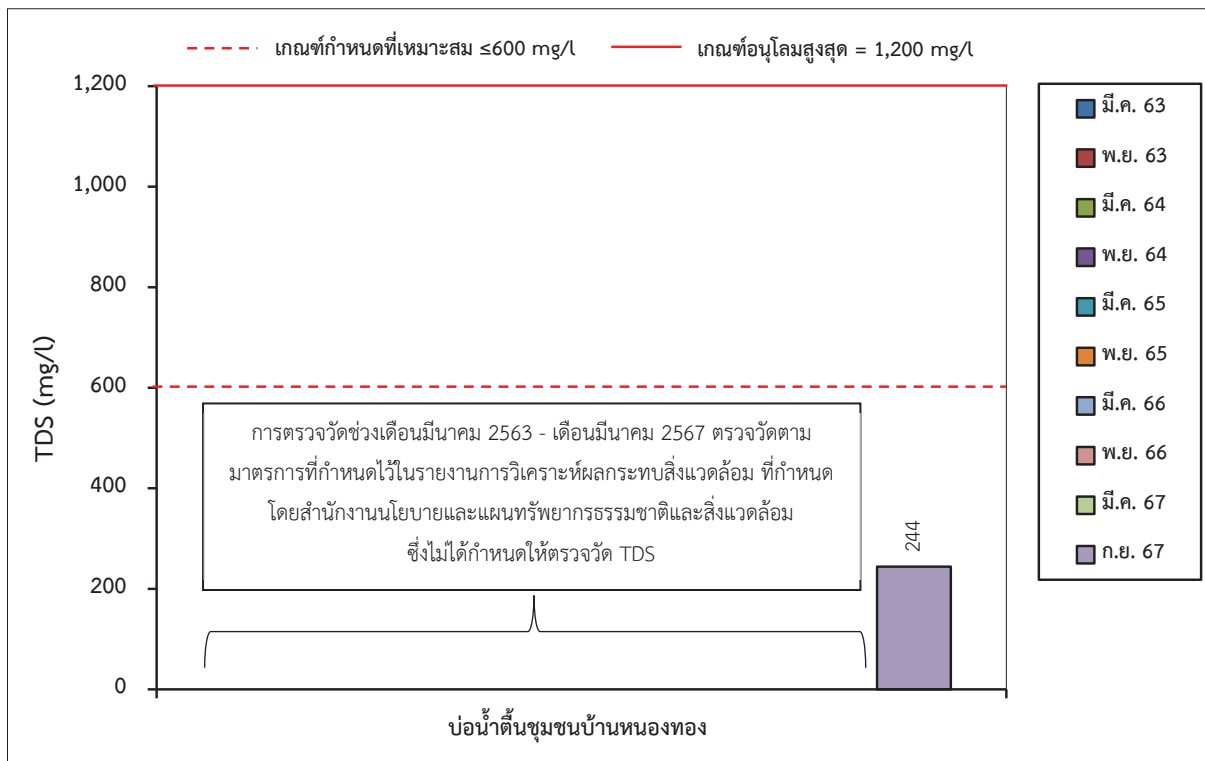 เกณฑ์กำหนดที่เหมาะสม ≤600 mg/l
เกณฑ์อนุโลมสูงสุด = 1,200 mg/l
1,200
1,000
800
600
400
200
0
TDS (mg/l)
การตรวจวัดช่วงเดือนมีนาคม 2563 - เดือนมีนาคม 2567 ตรวจวัดตาม
มาตรการที่กำหนดไว้ในรายงานการวิเคราะห์ผลกระทบสิ่งแวดล้อม ที่กำหนด
โดยสำนักงานนโยบายและแผนทรัพยากรธรรมชาติและสิ่งแวดล้อม
ซึ่งไม่ได้กำหนดให้ตรวจวัด TDS
244
บ่อน้ำตื้นชุมชนบ้านหนองทอง
มี.ค. 63
พ.ย. 63
มี.ค. 64
พ.ย. 64
มี.ค. 65
พ.ย. 65
มี.ค. 66
พ.ย. 66
มี.ค. 67
ก.ย. 67